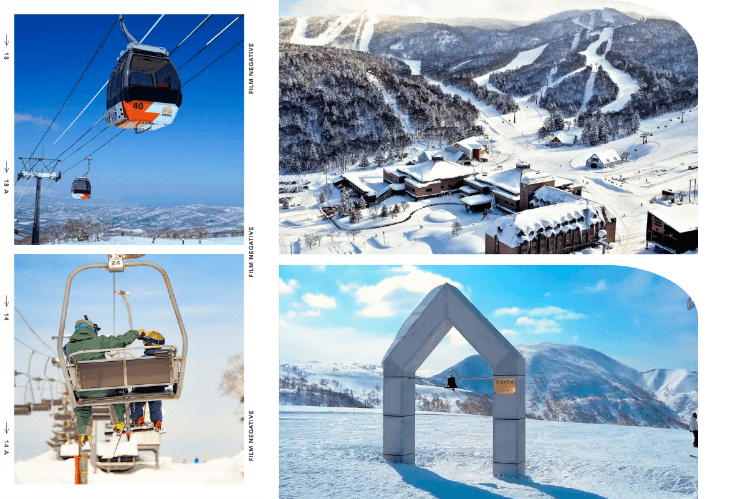 13
13 A
14
14 A
FILM NEGATIVE
FILM NEGATIVE
FILM NEGATIVE
40
24